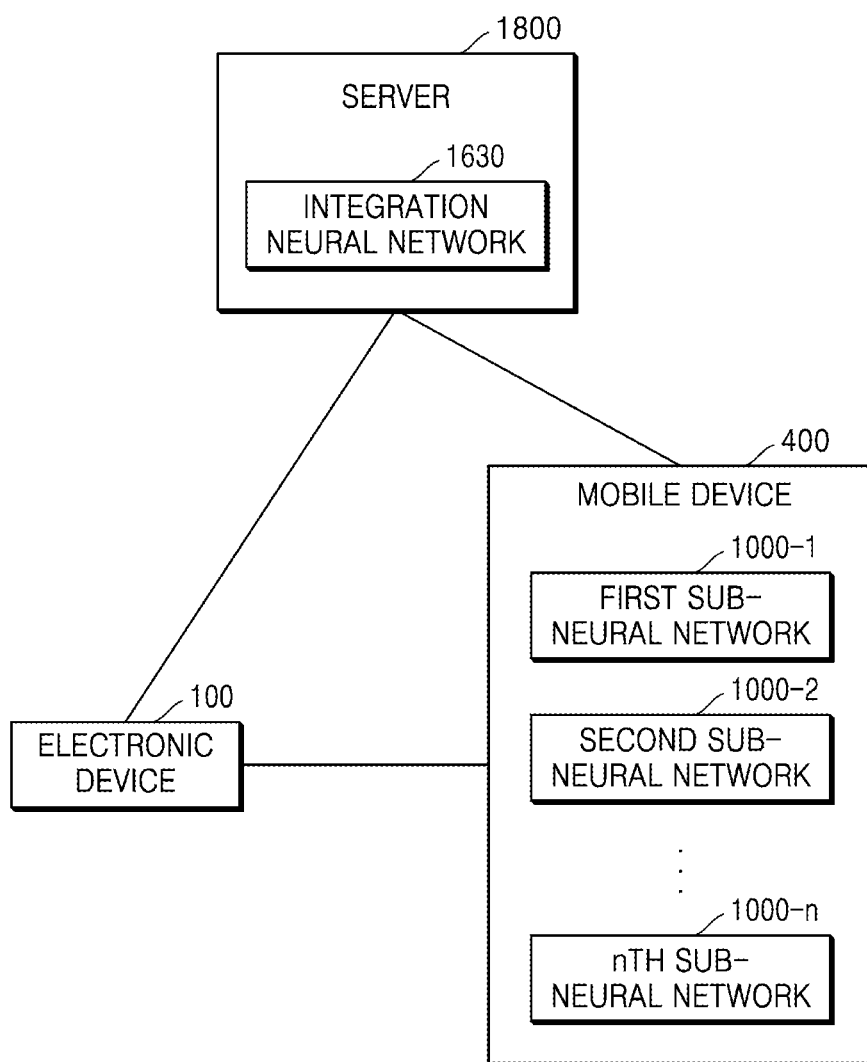 1800
SERVER
1630
INTEGRATION
NEURAL NETWORK
400
MOBILE DEVICE
1000-1
FIRST SUB-
NEURAL NETWORK
100
ELECTRONIC
DEVICE
1000-2
SECOND SUB-
NEURAL NETWORK
1000-n
nTH SUB-
NEURAL NETWORK